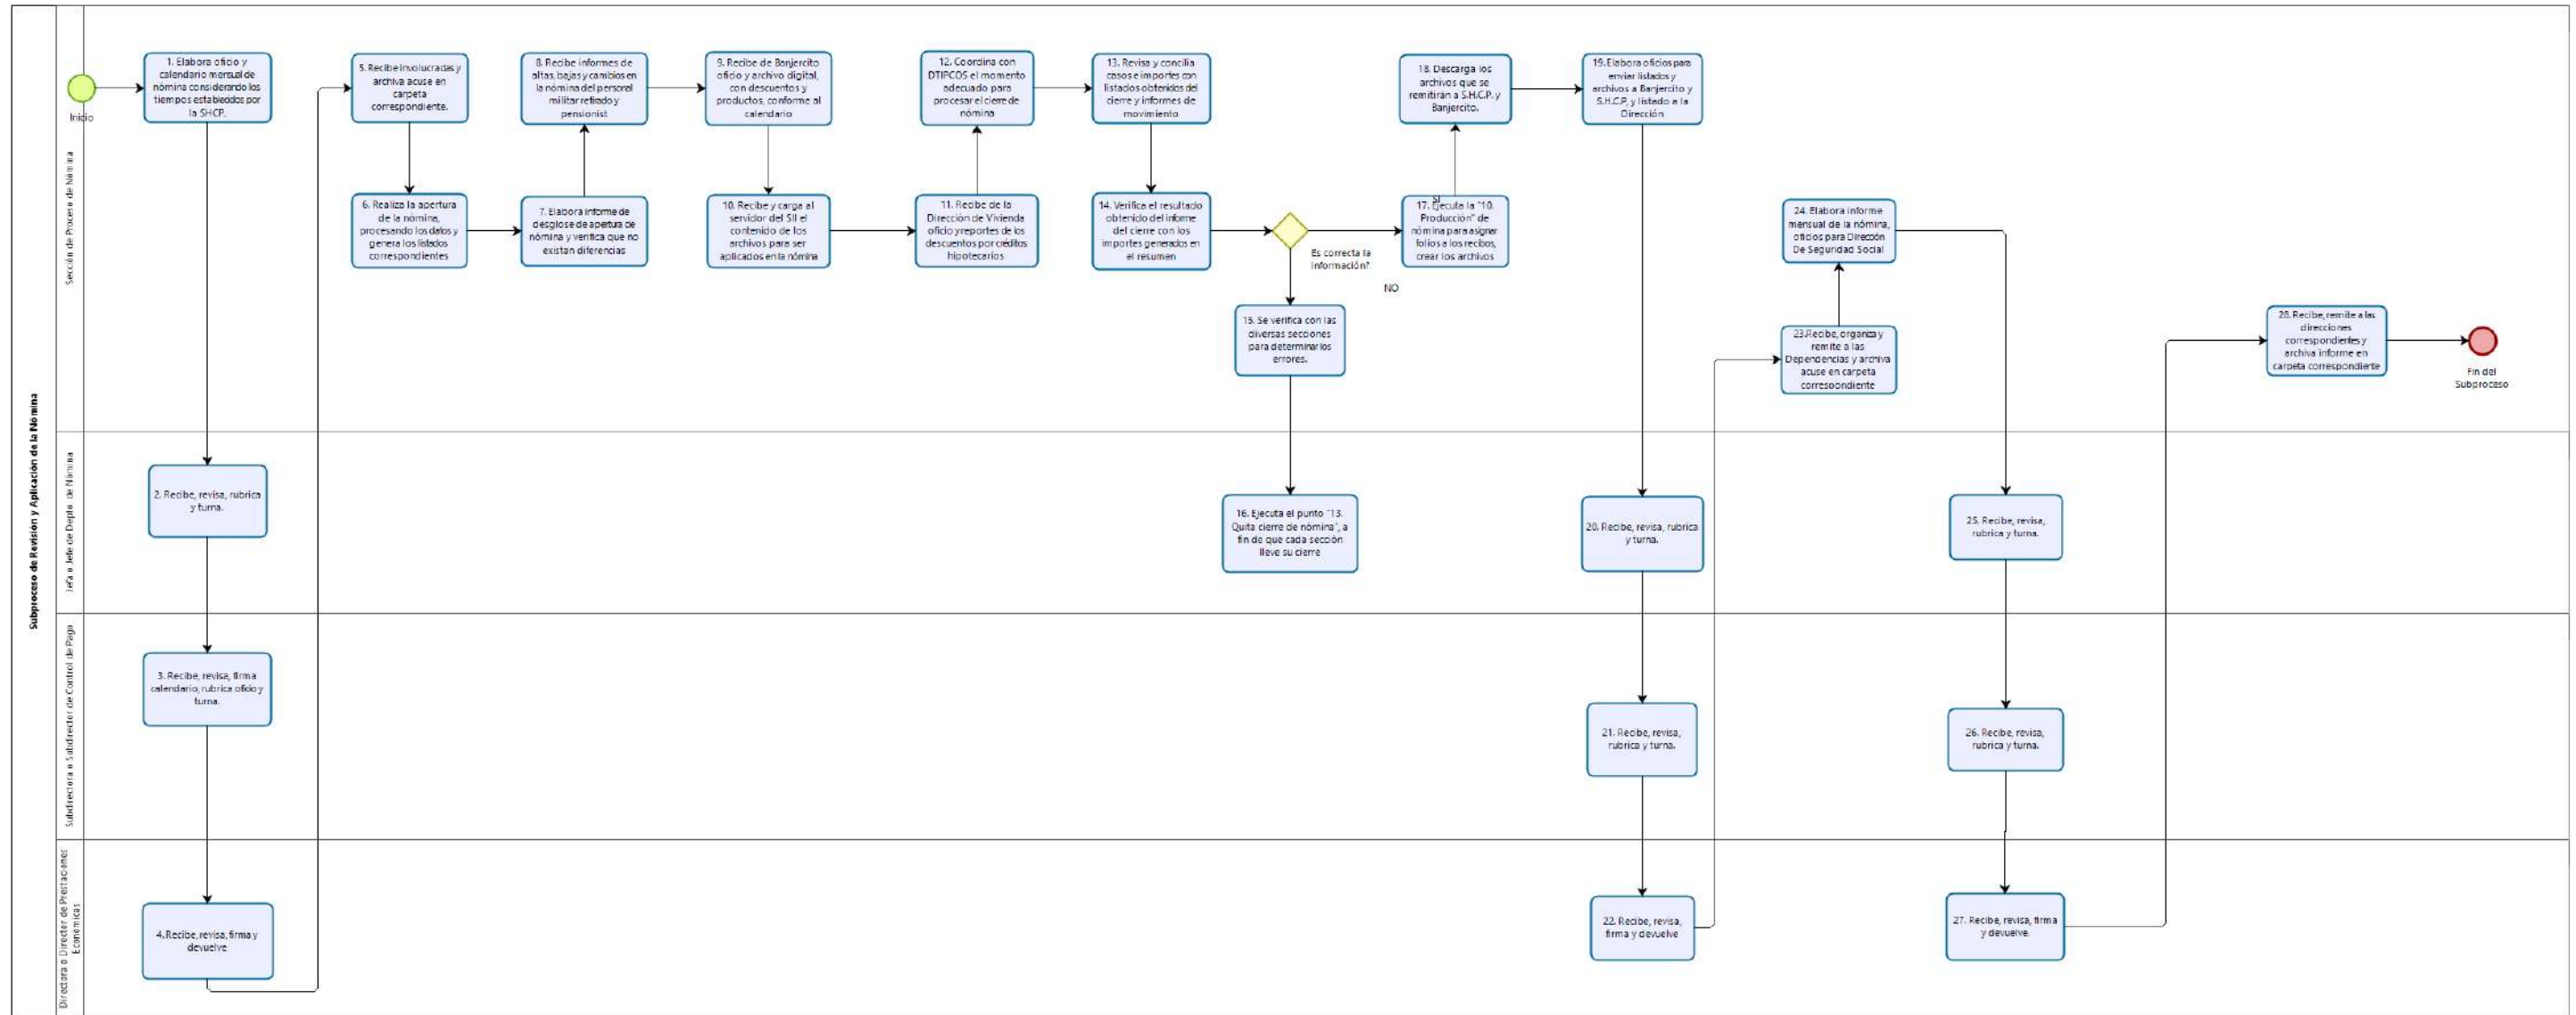 Subproceso de Revisión y Aplicación de la Nómina
Sección de Proceso de Nómina
Inicio
1. Elabora oficio y
calendario mensual de
nómina considerando los
tiempos establecidos por
la SHCP.
5. Recibe involucradas y
archiva acuse en
carpeta
correspondiente.
8. Recibe informes de
altas, bajas y cambios en
la nómina del personal
militar retirado y
pensionist
9. Recibe de Banjercito
oficio y archivo digital,
con descuentos y
productos, conforme al
calendario
12. Coordina con
DTIPCOS el momento
adecuado para
procesar el cierre de
nómina
13. Revisa y concilia
casos e importes con
listados obtenidos del
cierre y informes de
movimiento
18. Descarga los
archivos que se
remitirán a S.H.C.P. y
Banjercito.
19.Elabora oficios para
enviar listados y
archivos a Banjercito y
S.H.C.P, y listado a la
Dirección
6. Realiza la apertura
de la nómina,
procesando los datos y
genera los listados
correspondientes
7. Elabora informe de
desglose de apertura de
nómina y verifica que no
existan diferencias
10. Recibe y carga al
servidor del SII el
contenido de los
archivos para ser
aplicados en la nómina
11. Recibe de la
Dirección de Vivienda
oficio y reportes de los
descuentos por créditos
hipotecarios
14. Verifica el resultado
obtenido del informe
del cierre con los
importes generados en
el resumen
Es correcta la
información?
SI
NO
17. Ejecuta la "10.
Producción" de
nómina para asignar
folios a los recibos,
crear los archivos
15. Se verifica con las
diversas secciones
para determinar los
errores.
24. Elabora informe
mensual de la nómina,
oficios para Dirección
De Seguridad Social
23.Recibe, organiza y
remite a las
Dependencias y archiva
acuse en carpeta
correspondiente
28. Recibe, remite a las
direcciones
correspondientes y
archiva informe en
carpeta correspondiente
Fin del
Subproceso
Jefa o Jefe de Depto. de Nómina
2. Recibe, revisa, rubrica
y turna.
16. Ejecuta el punto "13.
Quita cierre de nómina", a
fin de que cada sección
lleve su cierre
20. Recibe, revisa, rubrica
y turna.
25. Recibe, revisa,
rubrica y turna.
Subdirectora o Subdirector de Control de Pago
3. Recibe, revisa, firma
calendario, rubrica oficio y
turna.
21. Recibe, revisa,
rubrica y turna.
26. Recibe, revisa,
rubrica y turna.
Directora o Director de Prestaciones
Económicas
4.Recibe, revisa, firma y
devuelve
22. Recibe, revisa,
firma y devuelve
27. Recibe, revisa, firma
y devuelve.